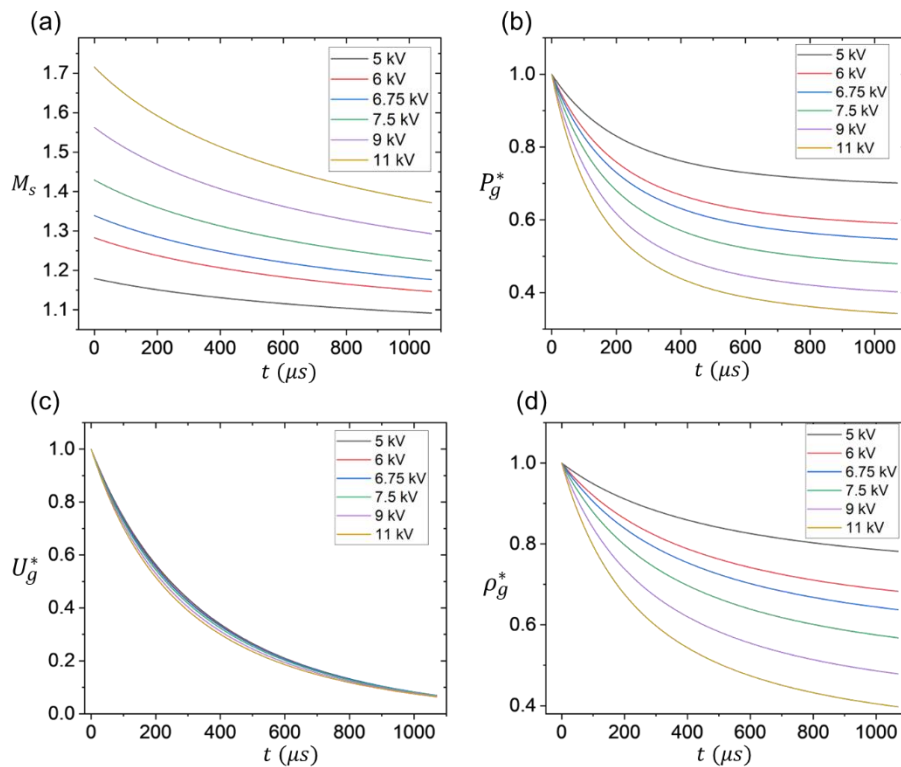 (a)
1.7
1.6
1.5
1.4
1.3
1.2
1.1
M_s
5 kV
6 kV
6.75 kV
7.5 kV
9 kV
11 kV
0 200 400 600 800 1000
t (μs)
(b)
1.0
0.8
0.6
0.4
P_g^*
5 kV
6 kV
6.75 kV
7.5 kV
9 kV
11 kV
0 200 400 600 800 1000
t (μs)
(c)
1.0
0.8
0.6
0.4
0.2
0.0
U_g^*
5 kV
6 kV
6.75 kV
7.5 kV
9 kV
11 kV
0 200 400 600 800 1000
t (μs)
(d)
1.0
0.8
0.6
0.4
ρ_g^*
5 kV
6 kV
6.75 kV
7.5 kV
9 kV
11 kV
0 200 400 600 800 1000
t (μs)